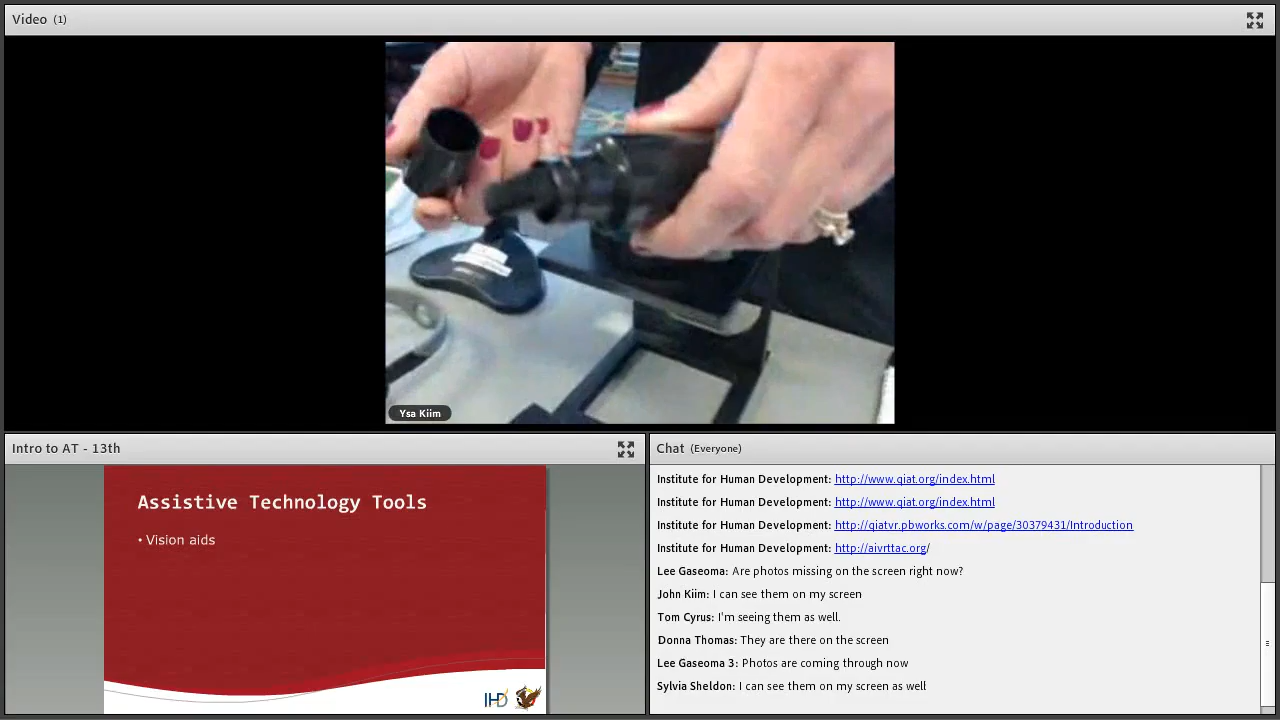 Video (1)
Ysa Kiim
Intro to AT - 13th
Assistive Technology Tools
• Vision aids
IHD
Chat (Everyone)
Institute for Human Development: http://www.qiat.org/index.html
Institute for Human Development: http://www.qiat.org/index.html
Institute for Human Development: http://qiatvr.pbworks.com/w/page/30379431/Introduction
Institute for Human Development: http://aivrttac.org/
Lee Gaseoma: Are photos missing on the screen right now?
John Kiim: I can see them on my screen
Tom Cyrus: I'm seeing them as well.
Donna Thomas: They are there on the screen
Lee Gaseoma 3: Photos are coming through now
Sylvia Sheldon: I can see them on my screen as well